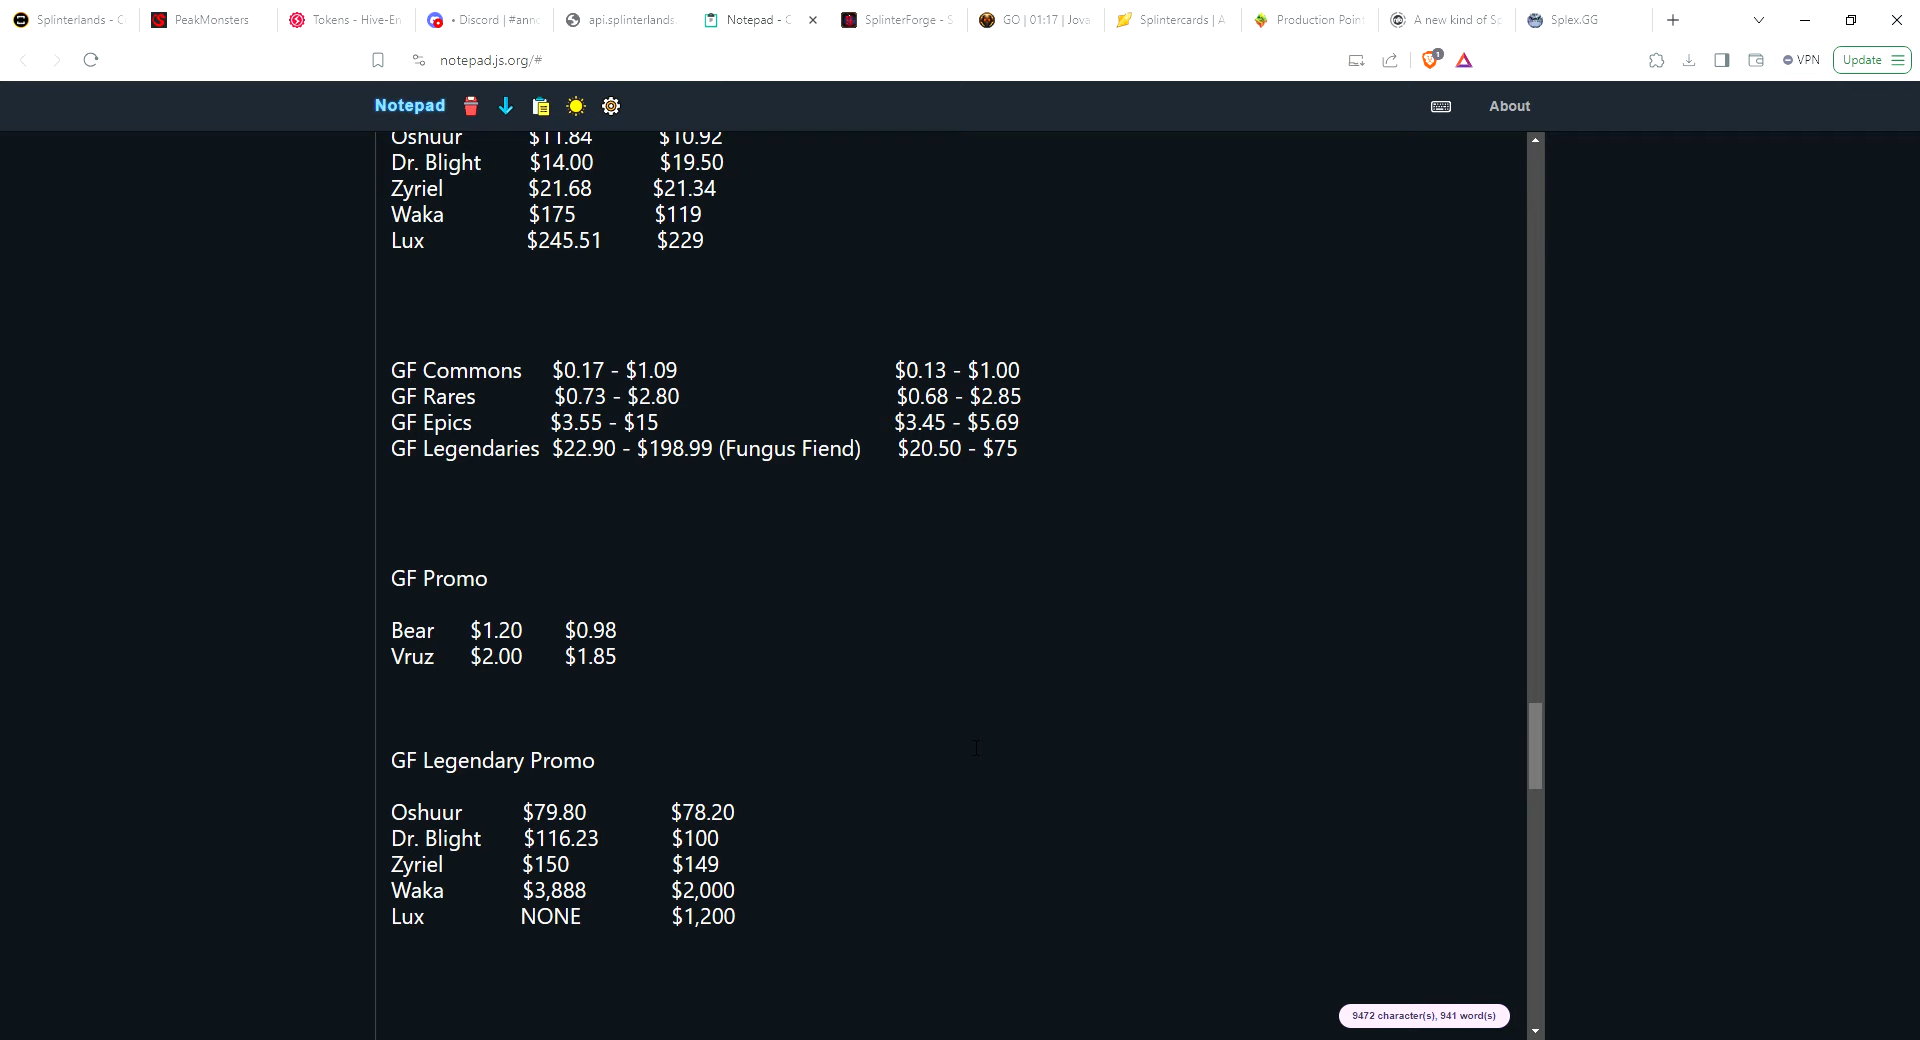 Splinterlands - C
PeakMonsters
Tokens - Hive-En
• Discord | #anno
api.splinterlands.
Notepad - C
SplinterForge - S
GO | 01:17 | Jova
Splintercards | A
Production Poin
A new kind of Sc
Splex.GG
notepad.js.org/#
1
VPN
Update
Notepad
About
Oshuur $11.84 $10.92
Dr. Blight $14.00 $19.50
Zyriel $21.68 $21.34
Waka $175 $119
Lux $245.51 $229
GF Commons $0.17 - $1.09 $0.13 - $1.00
GF Rares $0.73 - $2.80 $0.68 - $2.85
GF Epics $3.55 - $15 $3.45 - $5.69
GF Legendaries $22.90 - $198.99 (Fungus Fiend) $20.50 - $75
GF Promo
Bear $1.20 $0.98
Vruz $2.00 $1.85
GF Legendary Promo
Oshuur $79.80 $78.20
Dr. Blight $116.23 $100
Zyriel $150 $149
Waka $3,888 $2,000
Lux NONE $1,200
9472 character(s), 941 word(s)